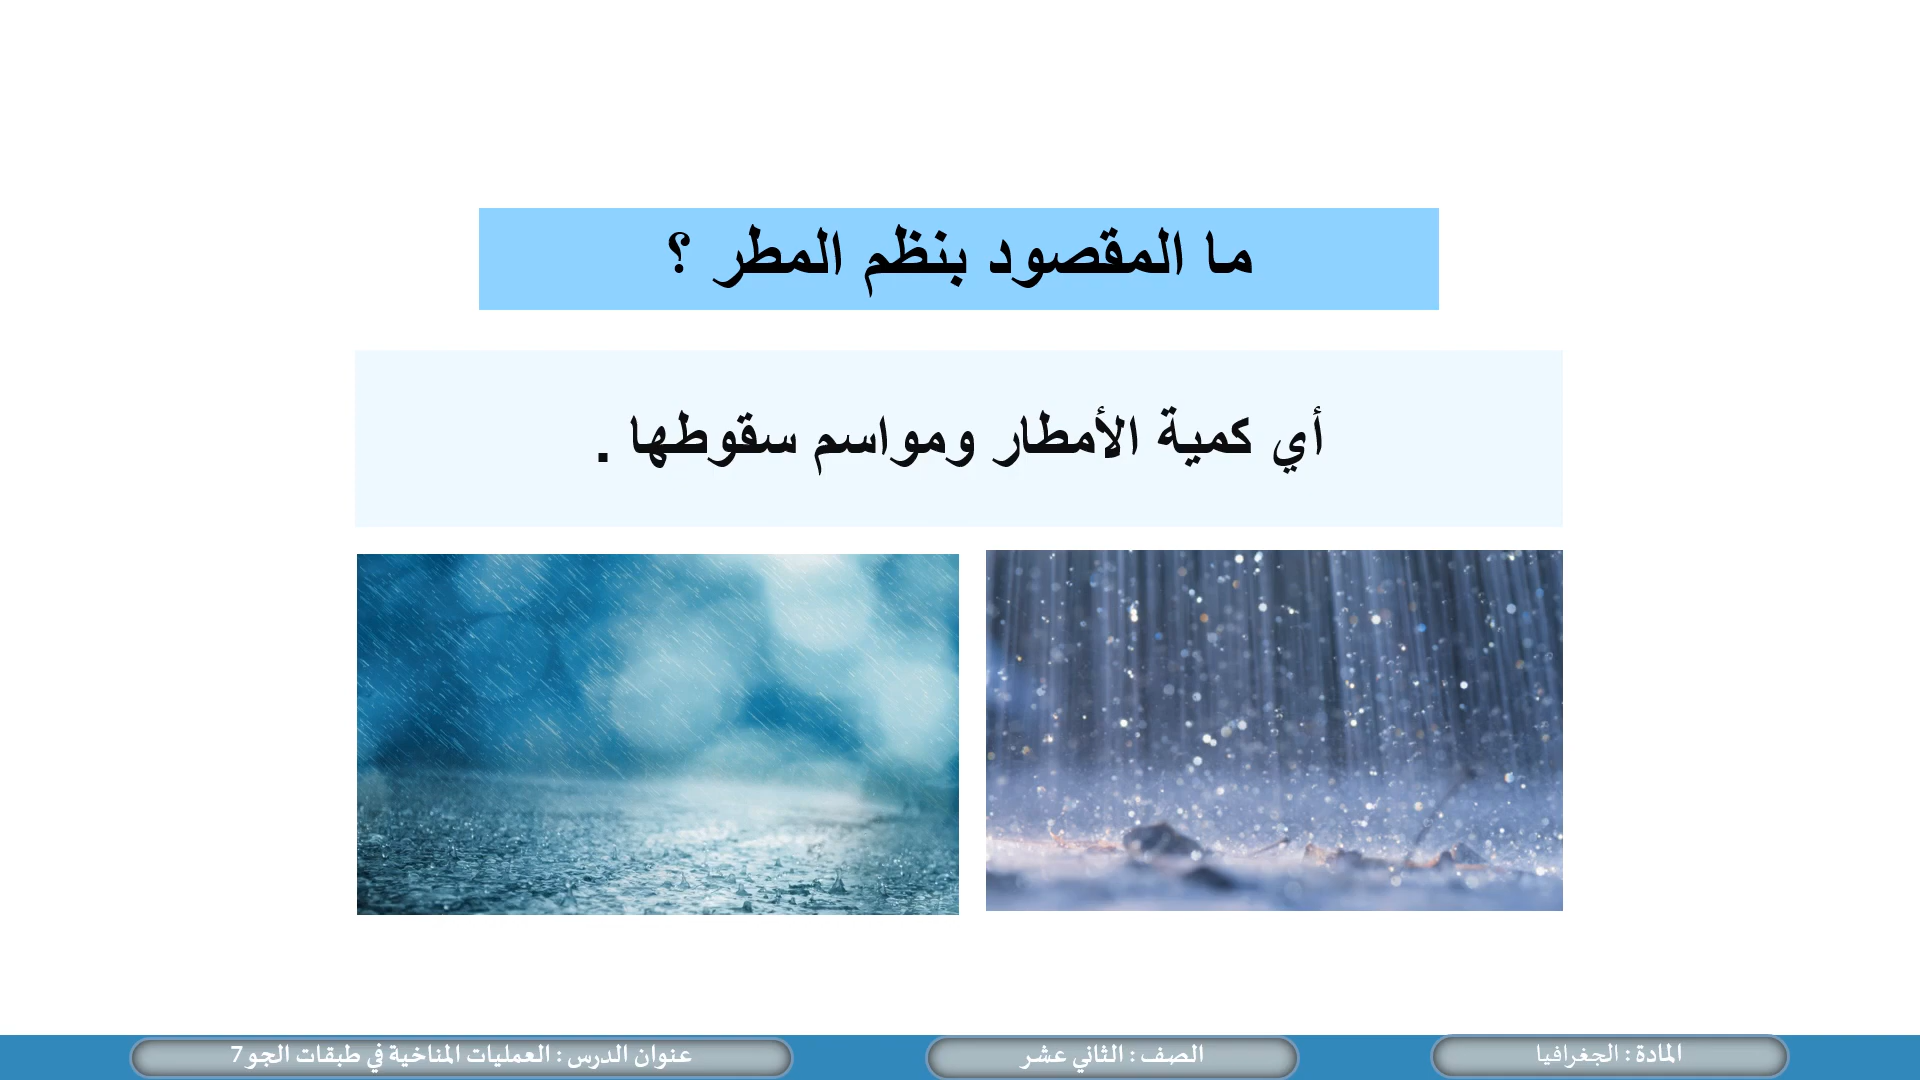 ما المقصود بنظم المطر ؟
أي كمية الأمطار ومواسم سقوطها .
المادة : الجغرافيا
الصف : الثاني عشر
عنوان الدرس : العمليات المناخية في طبقات الجو 7